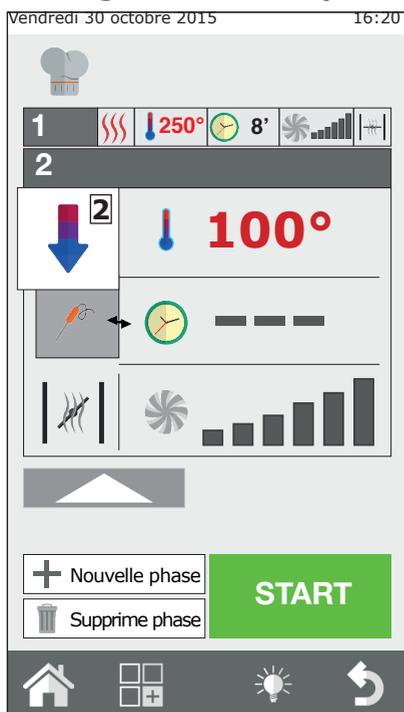 Vendredi 30 octobre 2015 16:20
1 250° 8’
2
2 100°
Nouvelle phase
START
Supprime phase